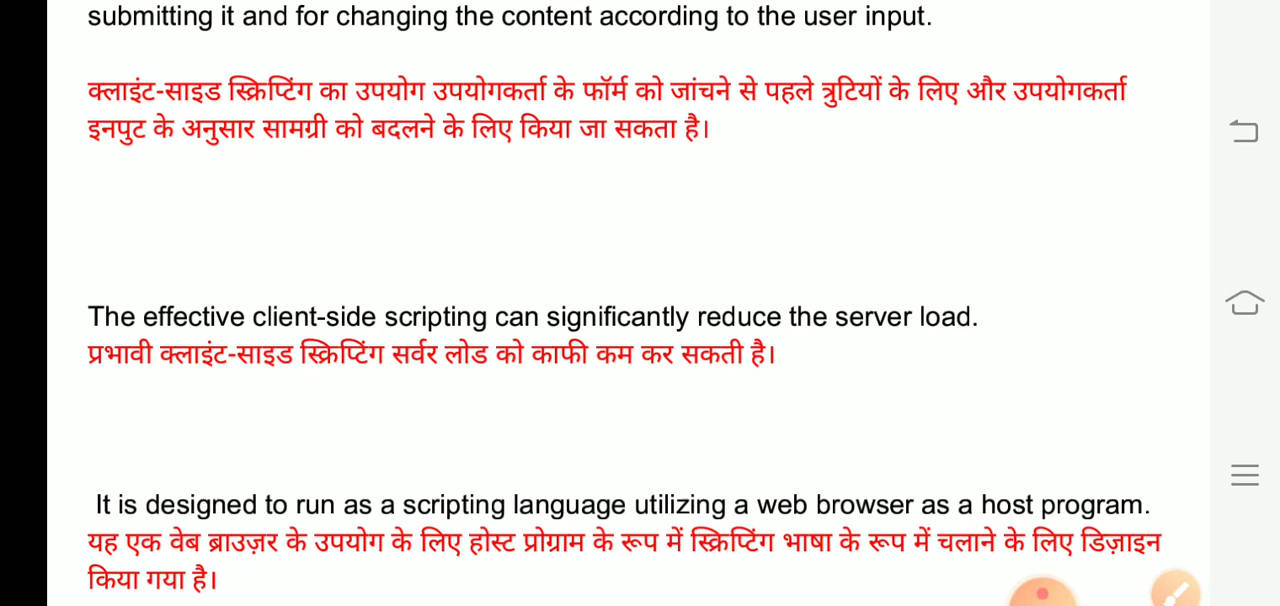 submitting it and for changing the content according to the user input.
क्लाइंट-साइड स्क्रिप्टिंग का उपयोग उपयोगकर्ता के फॉर्म को जांचने से पहले त्रुटियों के लिए और उपयोगकर्ता
इनपुट के अनुसार सामग्री को बदलने के लिए किया जा सकता है।
The effective client-side scripting can significantly reduce the server load.
प्रभावी क्लाइंट-साइड स्क्रिप्टिंग सर्वर लोड को काफी कम कर सकती है।
It is designed to run as a scripting language utilizing a web browser as a host program.
यह एक वेब ब्राउज़र के उपयोग के लिए होस्ट प्रोग्राम के रूप में स्क्रिप्टिंग भाषा के रूप में चलाने के लिए डिज़ाइन
किया गया है।